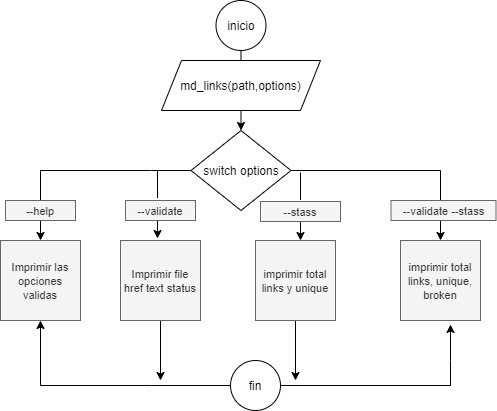 inicio
md_links(path,options)
switch options
--help
--validate
--stass
--validate --stass
Imprimir las
opciones
validas
Imprimir file
href text status
imprimir total
links y unique
imprimir total
links, unique,
broken
fin